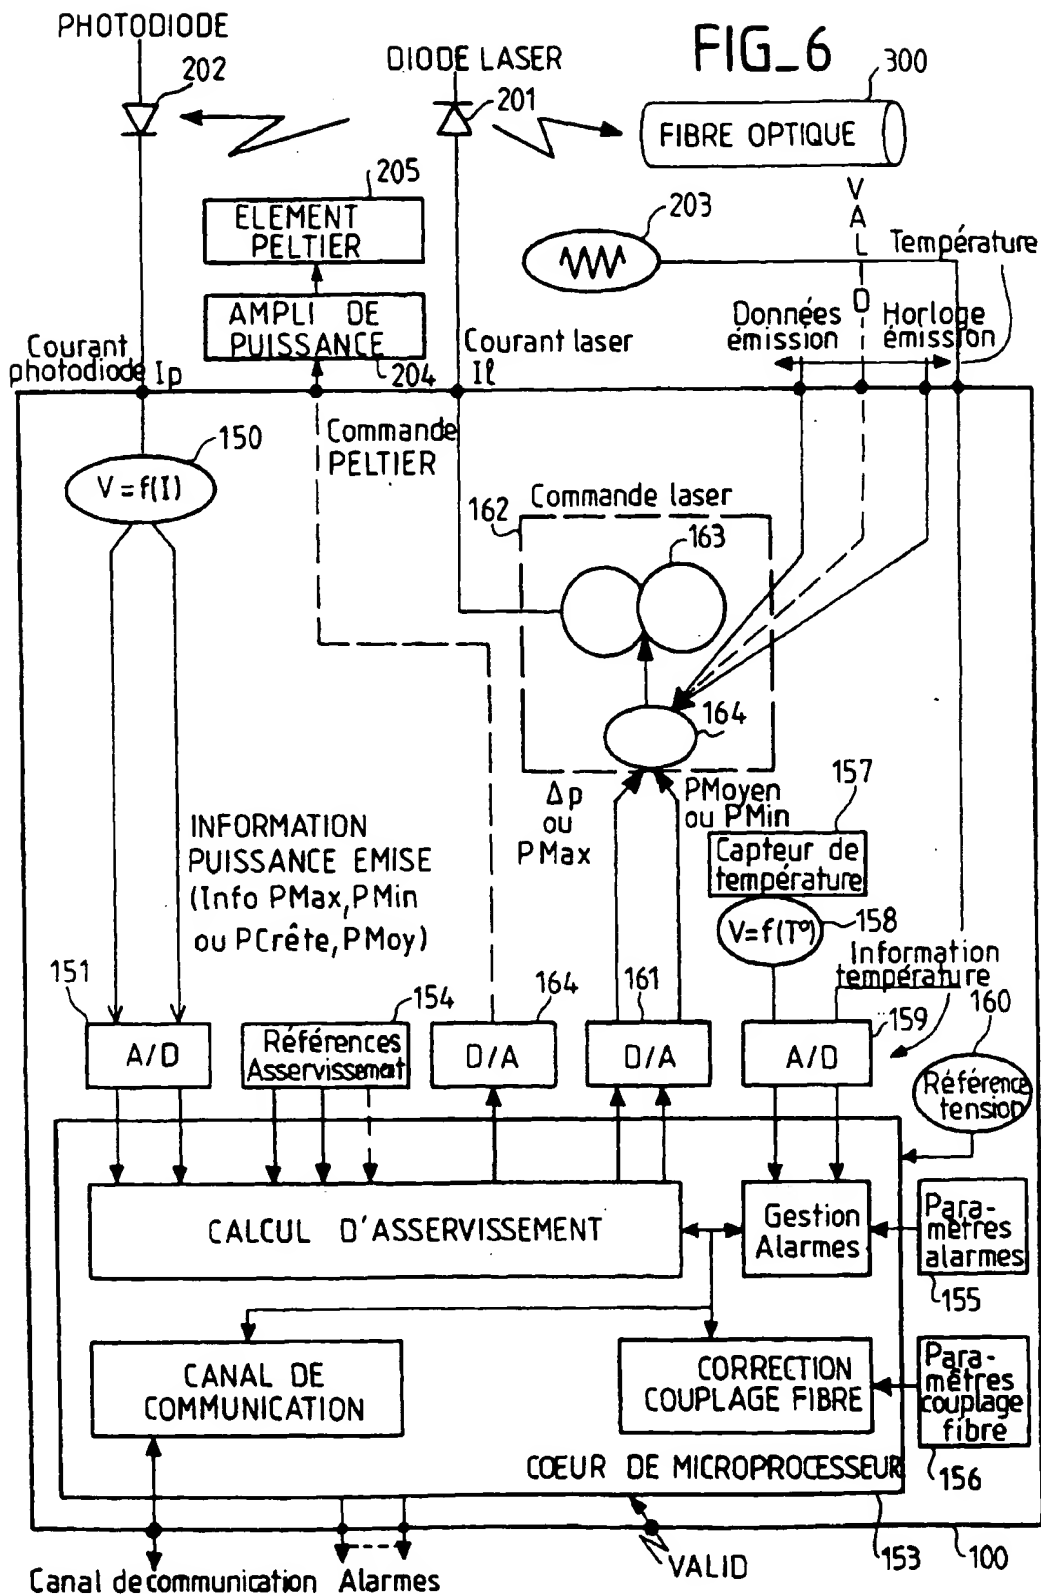 PHOTODIODE
202
DIODE LASER
201
FIG_6
300
FIBRE OPTIQUE
205
ELEMENT
PELTIER
203
VALID
Température
AMPLI DE
PUISSANCE
204
Données
émission
Horloge
émission
Courant
photodiode Ip
Courant laser
Iℓ
150
V=f(I)
Commande
PELTIER
Commande laser
162
163
164
INFORMATION
PUISSANCE EMISE
(Info PMax, PMin
ou PCrête, PMoy)
Δp
ou
PMax
PMoyen
ou PMin
157
Capteur de
température
V=f(T°)
158
Information
température
151
A/D
154
Références
Asservissement
164
D/A
161
D/A
159
A/D
160
Référence
tension
CALCUL D'ASSERVISSEMENT
Gestion
Alarmes
Para-
mètres
alarmes
155
CANAL DE
COMMUNICATION
CORRECTION
COUPLAGE FIBRE
Para-
mètres
couplage
fibre
156
COEUR DE MICROPROCESSEUR
153
100
VALID
Canal de communication
Alarmes